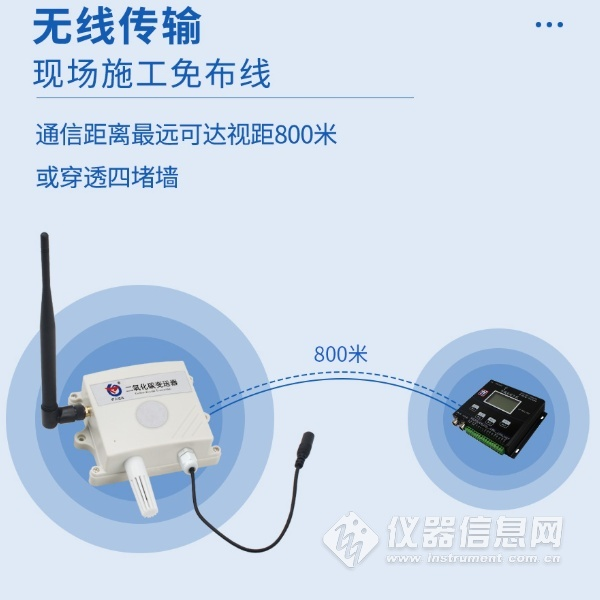 无线传输
现场施工免布线
通信距离最远可达视距800米
或穿透四堵墙
800米
二氧化碳变送器
仪器信息网
www.instrument.com.cn